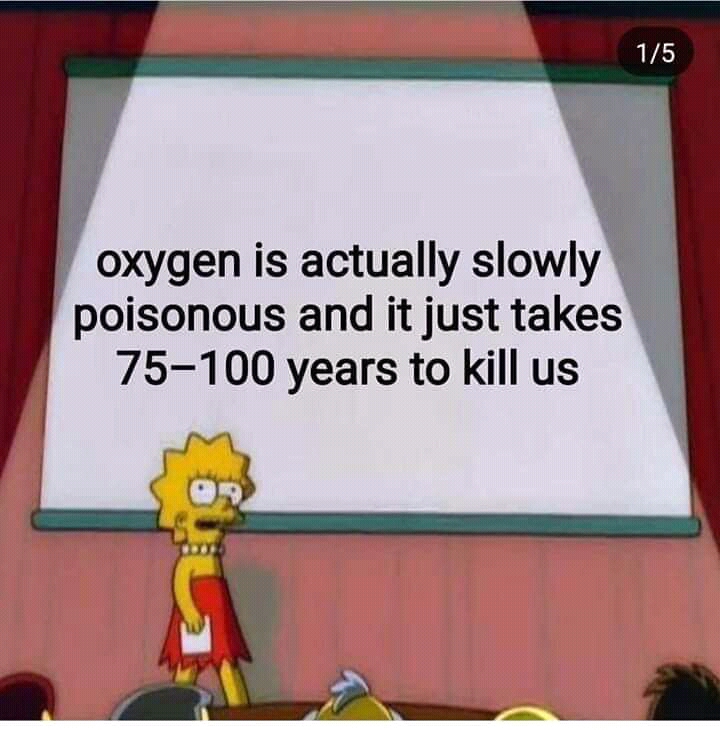 1/5
oxygen is actually slowly
poisonous and it just takes
75–100 years to kill us